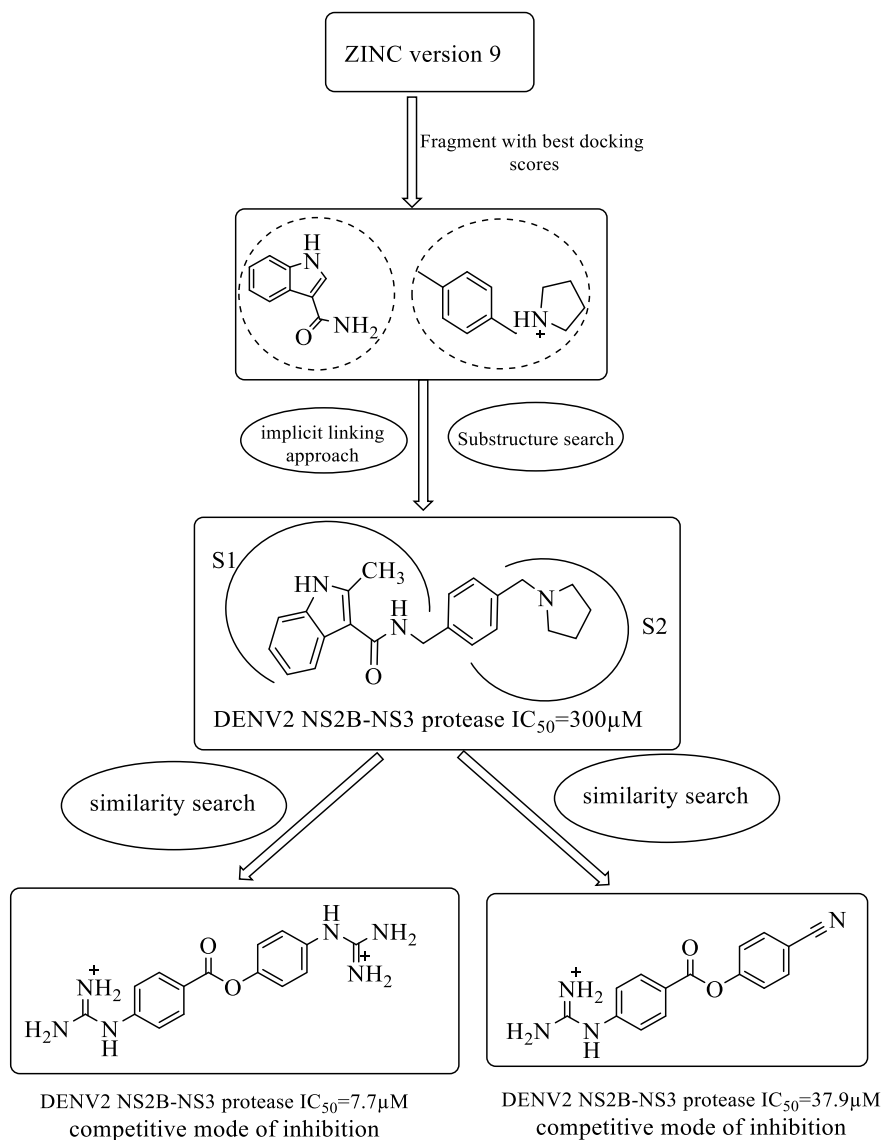 ZINC version 9
Fragment with best docking
scores
H
N
O
NH2
HN
+
implicit linking
approach
Substructure search
S1
HN
CH3
H
N
O
N
S2
DENV2 NS2B-NS3 protease IC50=300µM
similarity search
similarity search
H
N
NH2
+
NH2
O
O
+
NH2
H2N
N
H
N
O
O
+
NH2
H2N
N
H
DENV2 NS2B-NS3 protease IC50=7.7µM
competitive mode of inhibition
DENV2 NS2B-NS3 protease IC50=37.9µM
competitive mode of inhibition